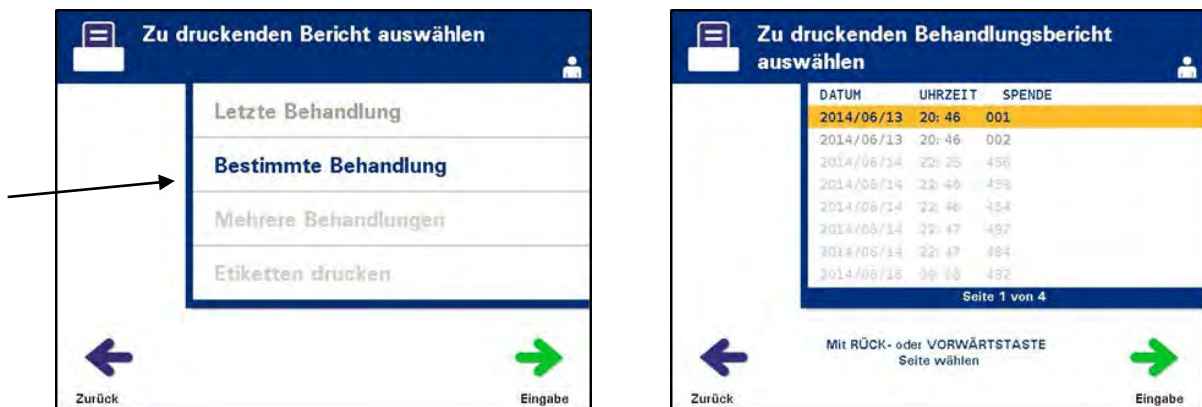 Zu druckenden Bericht auswählen
Letzte Behandlung
Bestimmte Behandlung
Mehrere Behandlungen
Etiketten drucken
Zurück
Eingabe
Zu druckenden Behandlungsbericht
auswählen
DATUM UHRZEIT SPENDE
2014/06/13 20:46 001
2014/06/13 20:46 002
2014/06/14 22:25 456
2014/06/14 22:46
2014/06/14 22:46
2014/06/14 22:47
2014/06/14 22:47
Seite 1 von 4
Mit RÜCK- oder VORWÄRTSTASTE
Seite wählen
Zurück
Eingabe